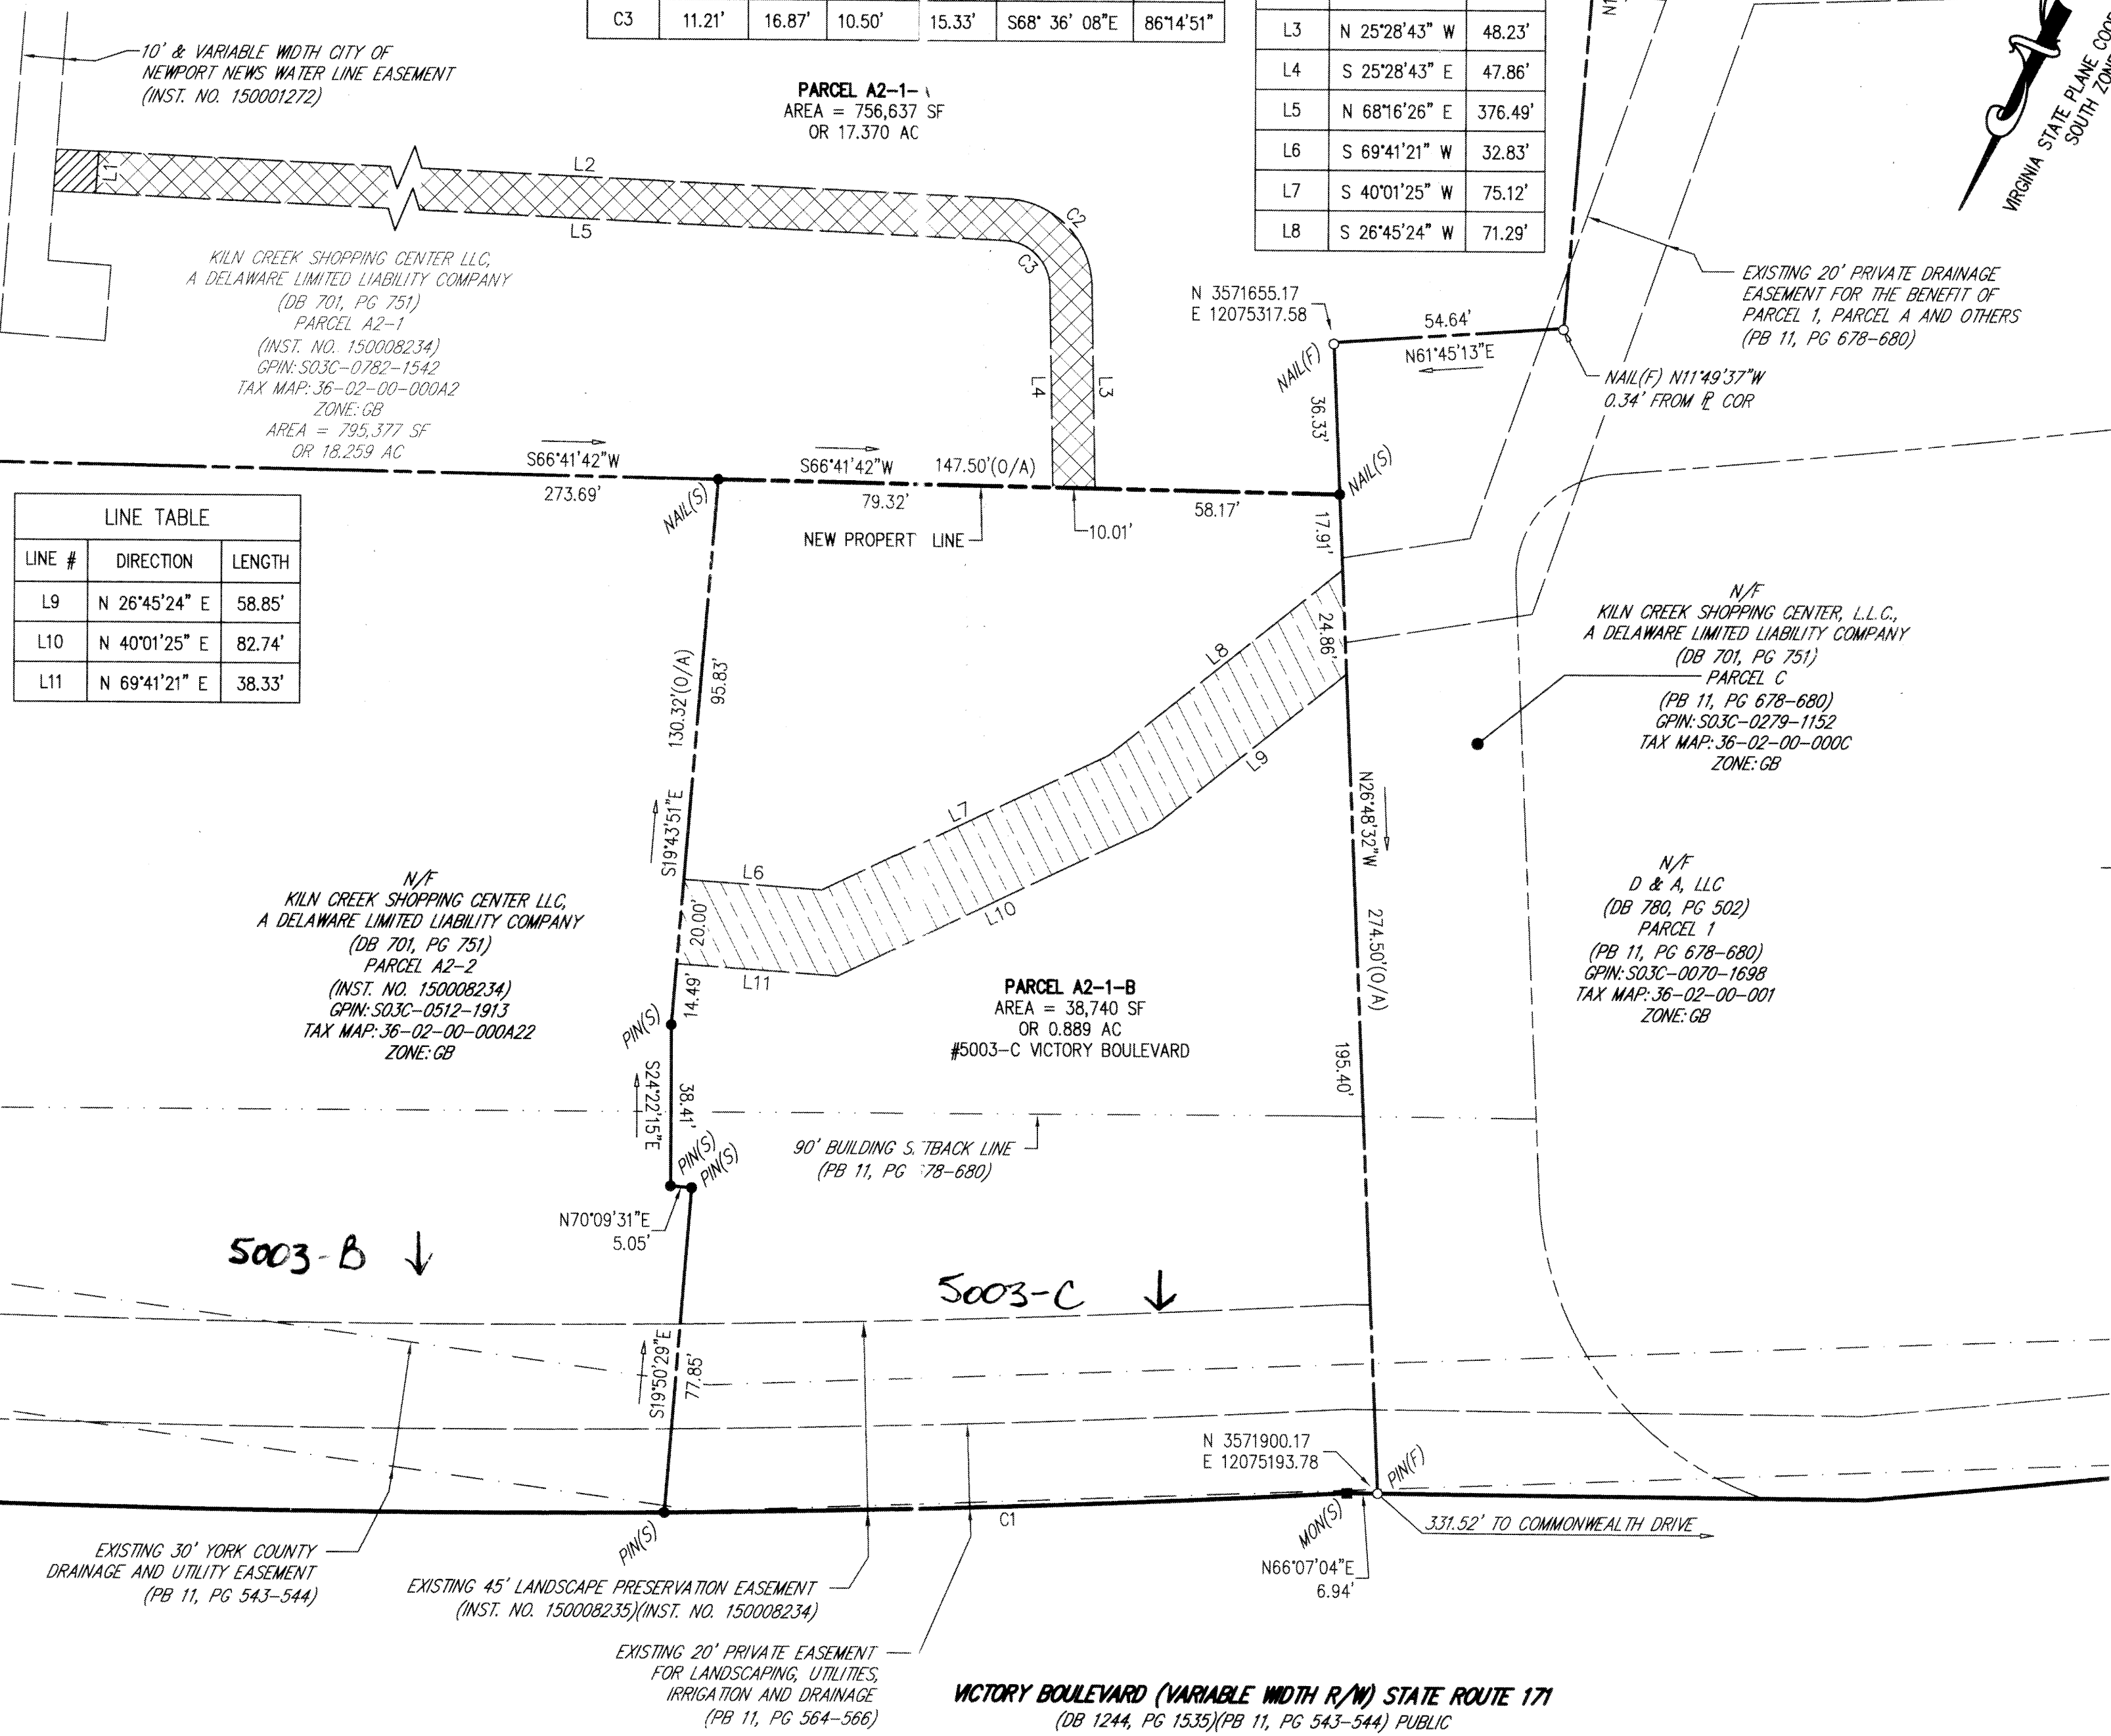 C3 11.21' 16.87' 10.50' 15.33' S68° 36' 08"E 86°14'51"
L3 N 25°28'43" W 48.23'
L4 S 25°28'43" E 47.86'
L5 N 68°16'26" E 376.49'
L6 S 69°41'21" W 32.83'
L7 S 40°01'25" W 75.12'
L8 S 26°45'24" W 71.29'
10' & VARIABLE WIDTH CITY OF
NEWPORT NEWS WATER LINE EASEMENT
(INST. NO. 150001272)
PARCEL A2-1-
AREA = 756,637 SF
OR 17.370 AC
VIRGINIA STATE PLANE
SOUTH
L1
L2
L5
C2
C3
L4
L3
KILN CREEK SHOPPING CENTER LLC,
A DELAWARE LIMITED LIABILITY COMPANY
(DB 701, PG 751)
PARCEL A2-1
(INST. NO. 150008234)
GPIN: S03C-0782-1542
TAX MAP: 36-02-00-000A2
ZONE: GB
AREA = 795,377 SF
OR 18.259 AC
N 3571655.17
E 12075317.58
54.64'
N61°45'13"E
NAIL(F)
36.33'
EXISTING 20' PRIVATE DRAINAGE
EASEMENT FOR THE BENEFIT OF
PARCEL 1, PARCEL A AND OTHERS
(PB 11, PG 678-680)
NAIL(F) N11°49'37"W
0.34' FROM ⅊ COR
S66°41'42"W
273.69'
S66°41'42"W 147.50'(O/A)
79.32'
58.17'
NAIL(S)
NAIL(S)
NEW PROPERT LINE
10.01'
17.91'
LINE TABLE
LINE # DIRECTION LENGTH
L9 N 26°45'24" E 58.85'
L10 N 40°01'25" E 82.74'
L11 N 69°41'21" E 38.33'
S19°43'51"E 130.32'(O/A)
95.83'
24.86'
L8
L9
L7
L10
L6
L11
20.00'
14.49'
N26°48'32"W 274.50'(O/A)
195.40'
N/F
KILN CREEK SHOPPING CENTER, L.L.C.,
A DELAWARE LIMITED LIABILITY COMPANY
(DB 701, PG 751)
PARCEL C
(PB 11, PG 678-680)
GPIN: S03C-0279-1152
TAX MAP: 36-02-00-000C
ZONE: GB
N/F
KILN CREEK SHOPPING CENTER LLC,
A DELAWARE LIMITED LIABILITY COMPANY
(DB 701, PG 751)
PARCEL A2-2
(INST. NO. 150008234)
GPIN: S03C-0512-1913
TAX MAP: 36-02-00-000A22
ZONE: GB
N/F
D & A, LLC
(DB 780, PG 502)
PARCEL 1
(PB 11, PG 678-680)
GPIN: S03C-0070-1698
TAX MAP: 36-02-00-001
ZONE: GB
PARCEL A2-1-B
AREA = 38,740 SF
OR 0.889 AC
#5003-C VICTORY BOULEVARD
PIN(S)
S24°22'15"E
38.41'
PIN(S)
PIN(S)
90' BUILDING S TBACK LINE
(PB 11, PG 78-680)
N70°09'31"E
5.05'
5003-B ↓
5003-C ↓
S19°50'29"E
77.85'
N 3571900.17
E 12075193.78
PIN(F)
PIN(S)
C1
MON(S)
331.52' TO COMMONWEALTH DRIVE
N66°07'04"E
6.94'
EXISTING 30' YORK COUNTY
DRAINAGE AND UTILITY EASEMENT
(PB 11, PG 543-544)
EXISTING 45' LANDSCAPE PRESERVATION EASEMENT
(INST. NO. 150008235)(INST. NO. 150008234)
EXISTING 20' PRIVATE EASEMENT
FOR LANDSCAPING, UTILITIES,
IRRIGATION AND DRAINAGE
(PB 11, PG 564-566)
VICTORY BOULEVARD (VARIABLE WIDTH R/W) STATE ROUTE 171
(DB 1244, PG 1535)(PB 11, PG 543-544) PUBLIC